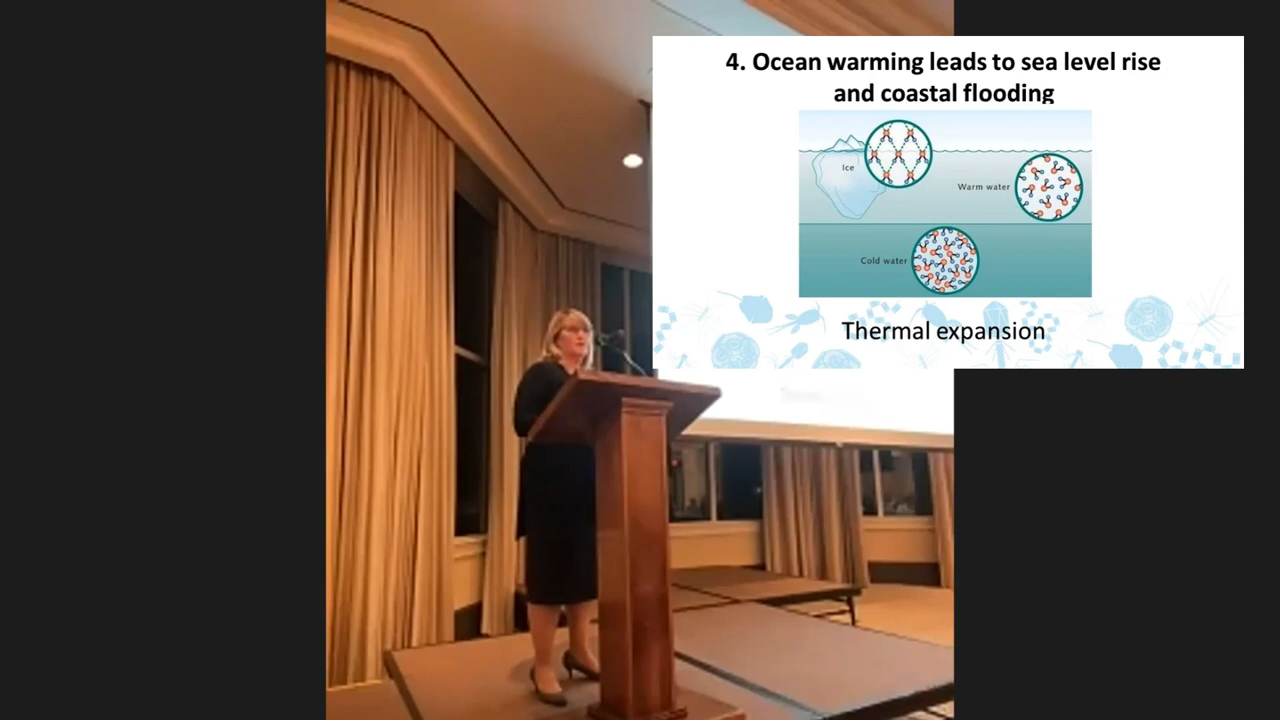 4. Ocean warming leads to sea level rise
and coastal flooding
Ice
Warm water
Cold water
Thermal expansion